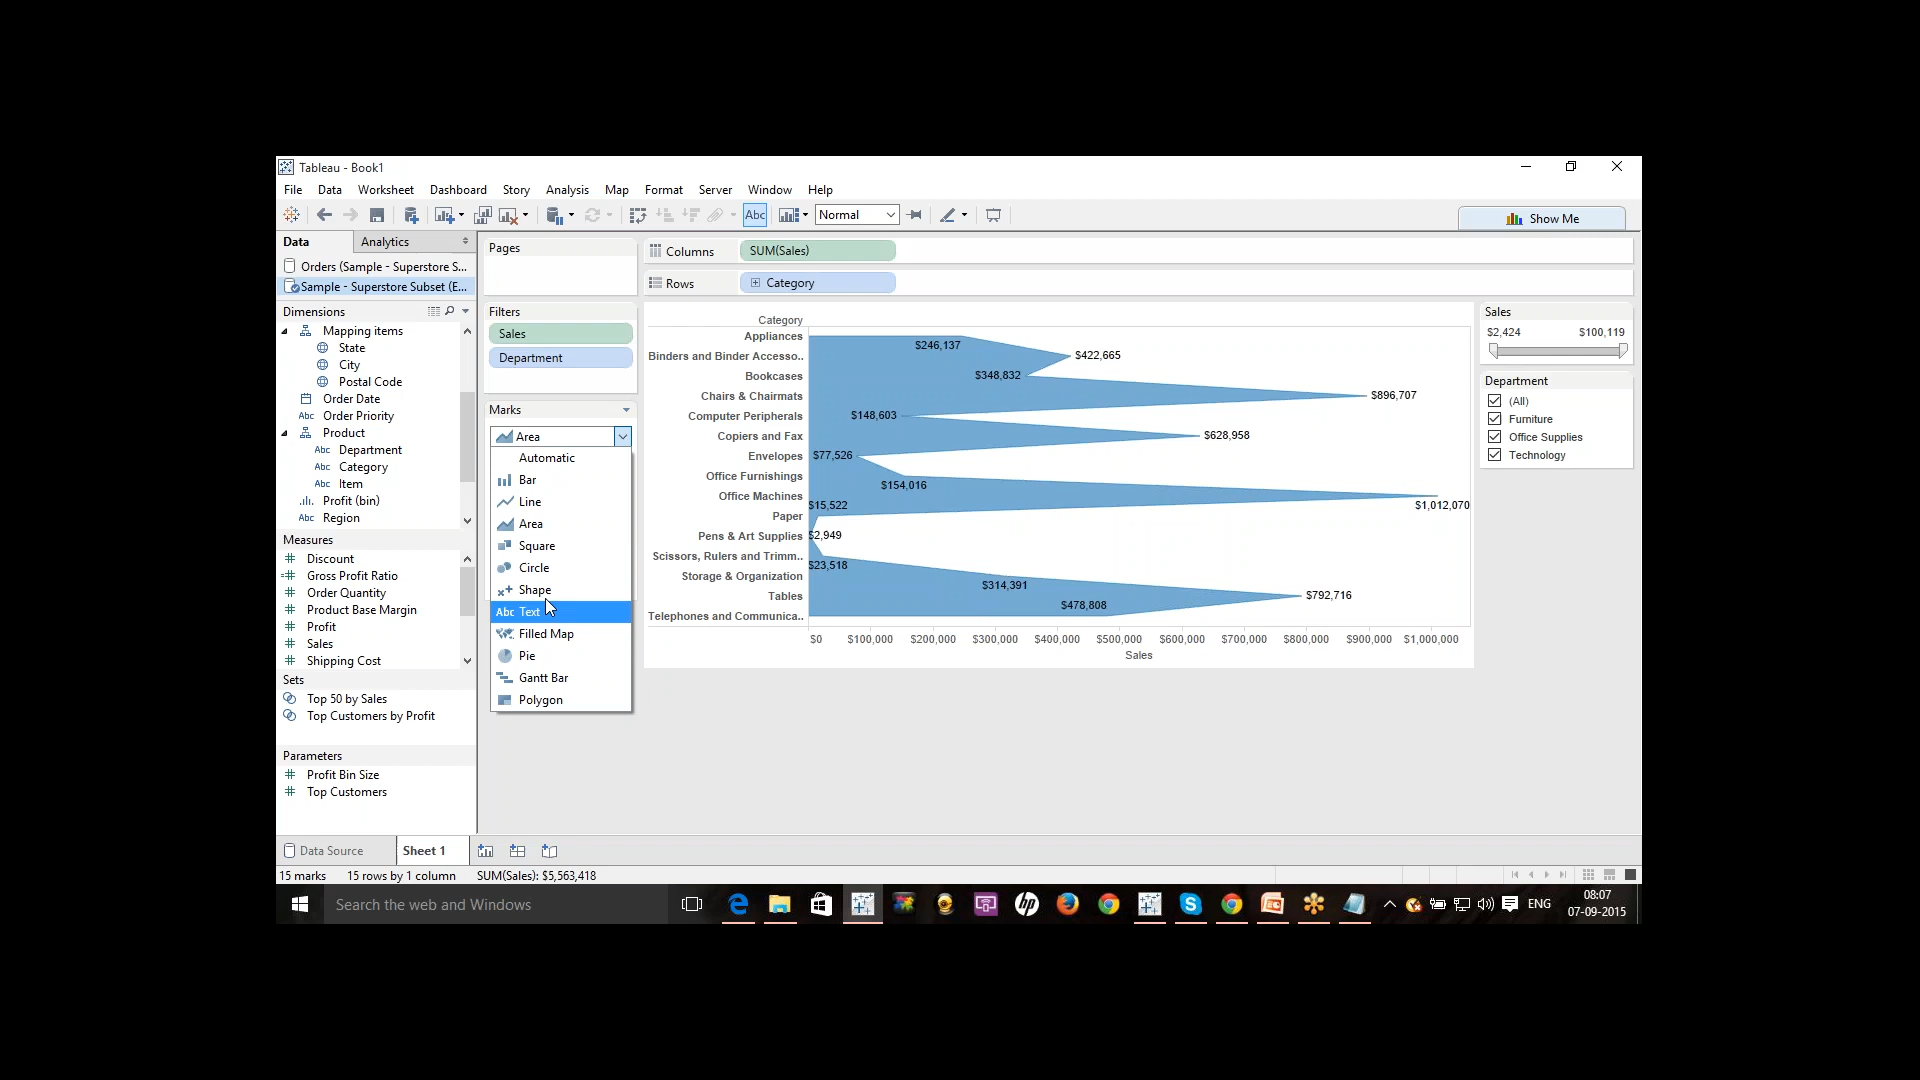 Tableau - Book1
File Data Worksheet Dashboard Story Analysis Map Format Server Window Help
Abc Normal Show Me
Data Analytics
Orders (Sample - Superstore S...
Sample - Superstore Subset (E...
Dimensions
Mapping items
State
City
Postal Code
Order Date
Abc Order Priority
Product
Abc Department
Abc Category
Abc Item
Profit (bin)
Abc Region
Measures
Discount
Gross Profit Ratio
Order Quantity
Product Base Margin
Profit
Sales
Shipping Cost
Sets
Top 50 by Sales
Top Customers by Profit
Parameters
Profit Bin Size
Top Customers
Pages
Filters
Sales
Department
Marks
Area
Automatic
Bar
Line
Area
Square
Circle
Shape
Abc Text
Filled Map
Pie
Gantt Bar
Polygon
Columns SUM(Sales)
Rows Category
Category
Appliances $246,137
Binders and Binder Accesso.. $422,665
Bookcases $348,832
Chairs & Chairmats $896,707
Computer Peripherals $148,603
Copiers and Fax $628,958
Envelopes $77,526
Office Furnishings $154,016
Office Machines $1,012,070
Paper $15,522
Pens & Art Supplies $2,949
Scissors, Rulers and Trimm.. $23,518
Storage & Organization $314,391
Tables $792,716
Telephones and Communica.. $478,808
$0 $100,000 $200,000 $300,000 $400,000 $500,000 $600,000 $700,000 $800,000 $900,000 $1,000,000
Sales
Sales
$2,424 $100,119
Department
(All)
Furniture
Office Supplies
Technology
Data Source Sheet 1
15 marks 15 rows by 1 column SUM(Sales): $5,563,418
Search the web and Windows
hp
ENG
08:07
07-09-2015